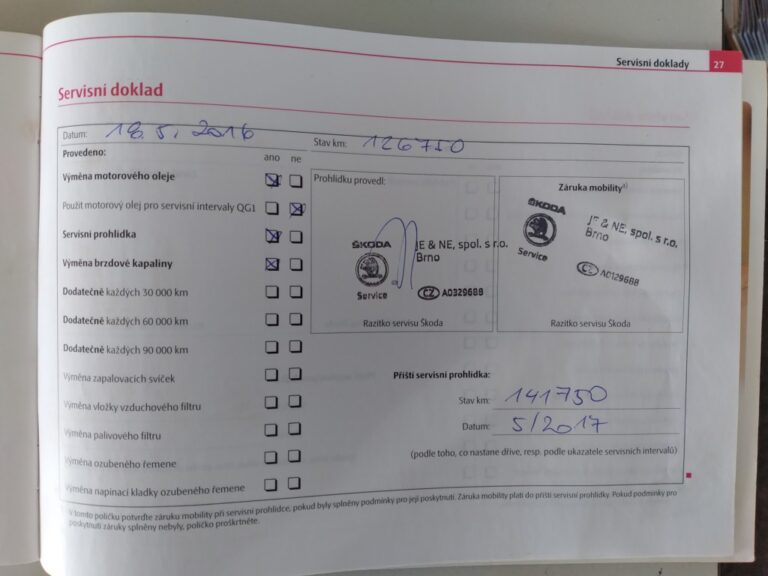 Servisní doklady 27
Servisní doklad
Datum: 18. 5. 2016
Stav km: 126750
Provedeno:
ano ne
Výměna motorového oleje
Použit motorový olej pro servisní intervaly QG1
Servisní prohlídka
Výměna brzdové kapaliny
Dodatečně každých 30 000 km
Dodatečně každých 60 000 km
Dodatečně každých 90 000 km
Výměna zapalovacích svíček
Výměna vložky vzduchového filtru
Výměna palivového filtru
Výměna ozubeného řemene
Výměna napínací kladky ozubeného řemene
Prohlídku provedl:
ŠKODA
JE & NE, spol. s r.o.
Brno
Service
CZ A0329688
Razítko servisu Škoda
Záruka mobility¹⁾
ŠKODA
JE & NE, spol. s r.o.
Brno
Service
CZ
Razítko servisu Škoda
Příští servisní prohlídka:
Stav km: 141750
Datum: 5/2017
(podle toho, co nastane dříve, resp. podle ukazatele servisních intervalů)
V tomto políčku potvrďte záruku mobility při servisní prohlídce, pokud byly splněny podmínky pro její poskytnutí. Záruka mobility platí do příští servisní prohlídky. Pokud podmínky pro
poskytnutí záruky splněny nebyly, políčko proškrtněte.